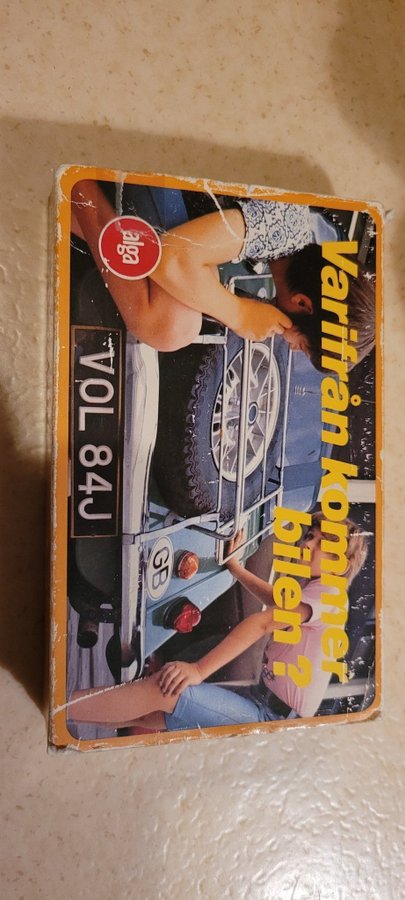 Varifrån kommer
bilen?
alga
VOL 84J
GB